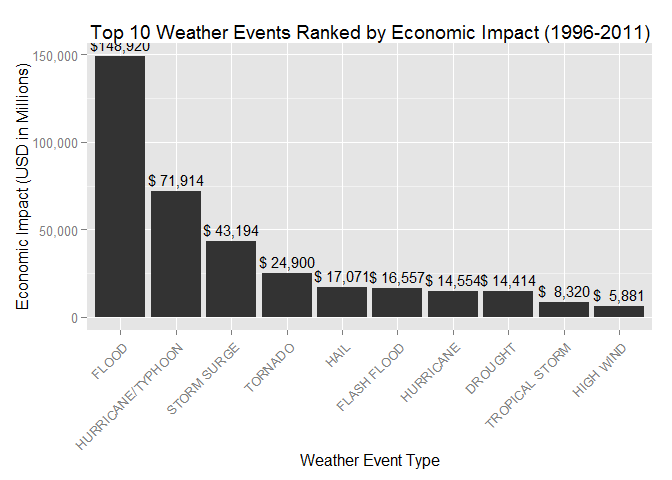 Top 10 Weather Events Ranked by Economic Impact (1996-2011)
Economic Impact (USD in Millions)
150,000
100,000
50,000
0
$148,920
$ 71,914
$ 43,194
$ 24,900
$ 17,071
$ 16,557
$ 14,554
$ 14,414
$  8,320
$  5,881
FLOOD
HURRICANE/TYPHOON
STORM SURGE
TORNADO
HAIL
FLASH FLOOD
HURRICANE
DROUGHT
TROPICAL STORM
HIGH WIND
Weather Event Type